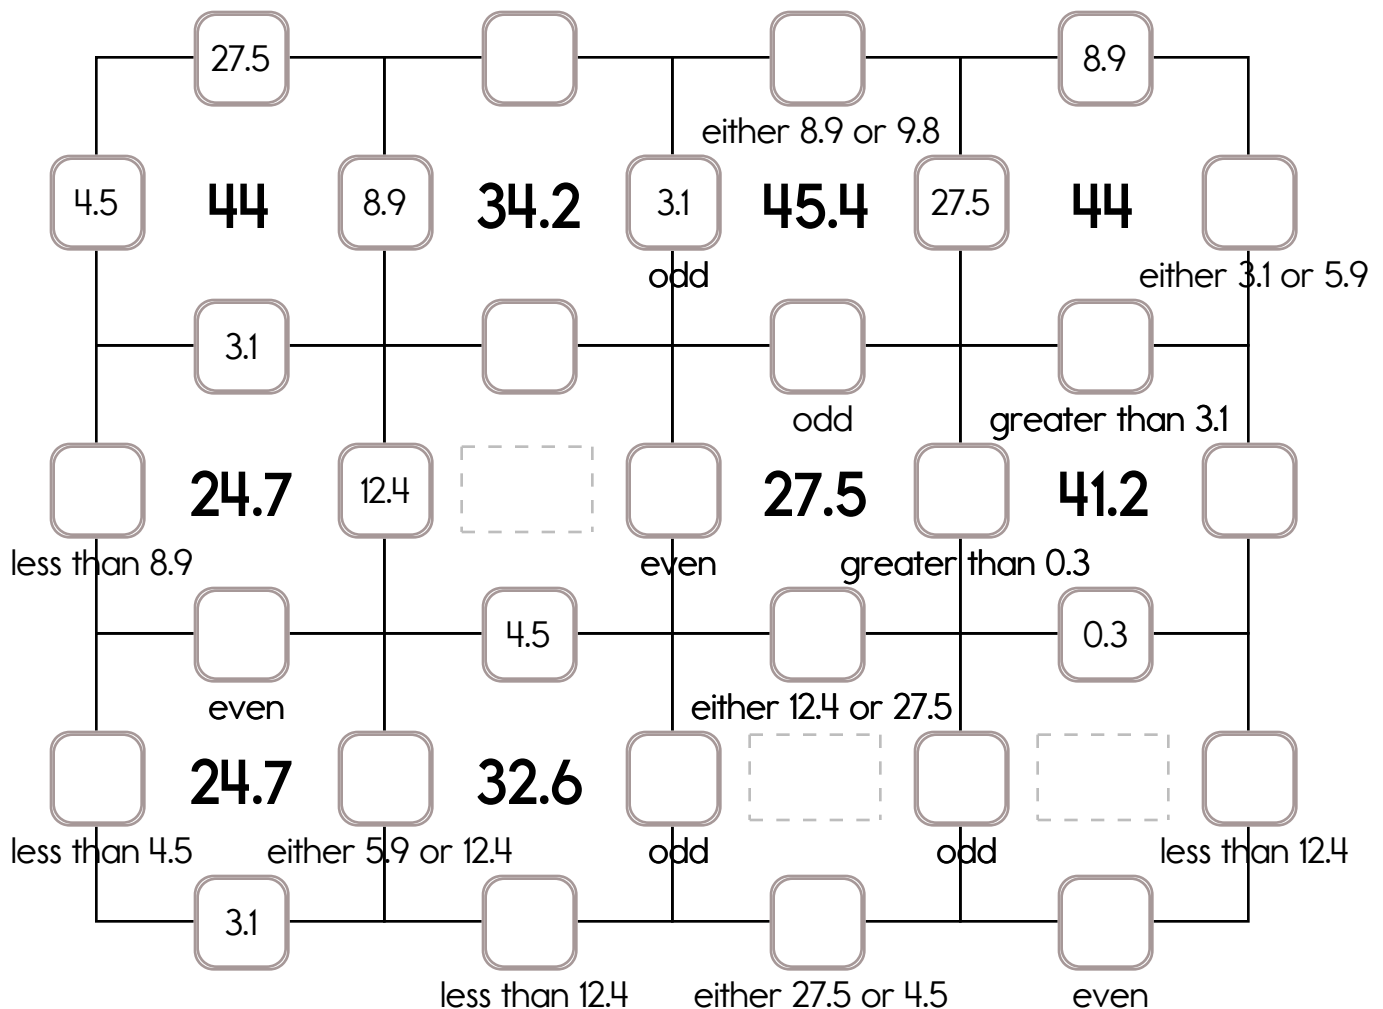 27.5 8.9
either 8.9 or 9.8
4.5 44 8.9 34.2 3.1 45.4 27.5 44
odd either 3.1 or 5.9
3.1
odd greater than 3.1
24.7 12.4 27.5 41.2
less than 8.9 even greater than 0.3
4.5 0.3
even either 12.4 or 27.5
24.7 32.6
less than 4.5 either 5.9 or 12.4 odd odd less than 12.4
3.1
less than 12.4 either 27.5 or 4.5 even